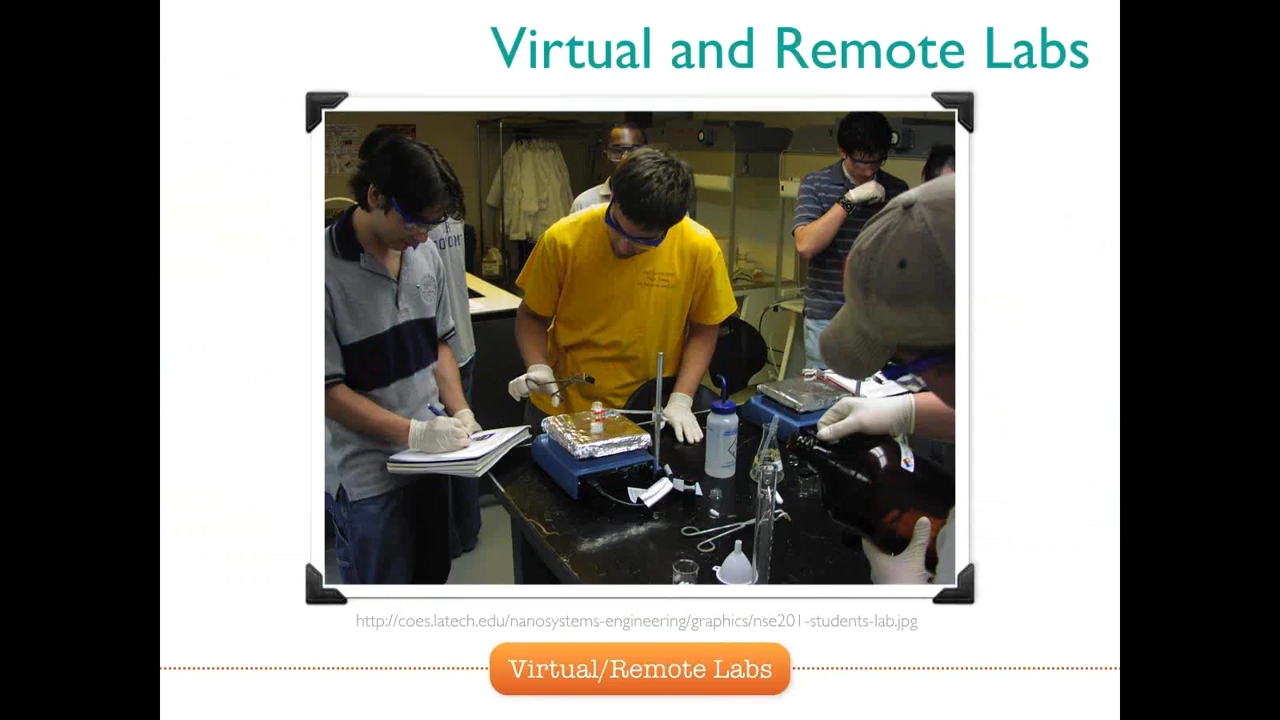 Virtual and Remote Labs
http://coes.latech.edu/nanosystems-engineering/graphics/nse201-students-lab.jpg
Virtual/Remote Labs